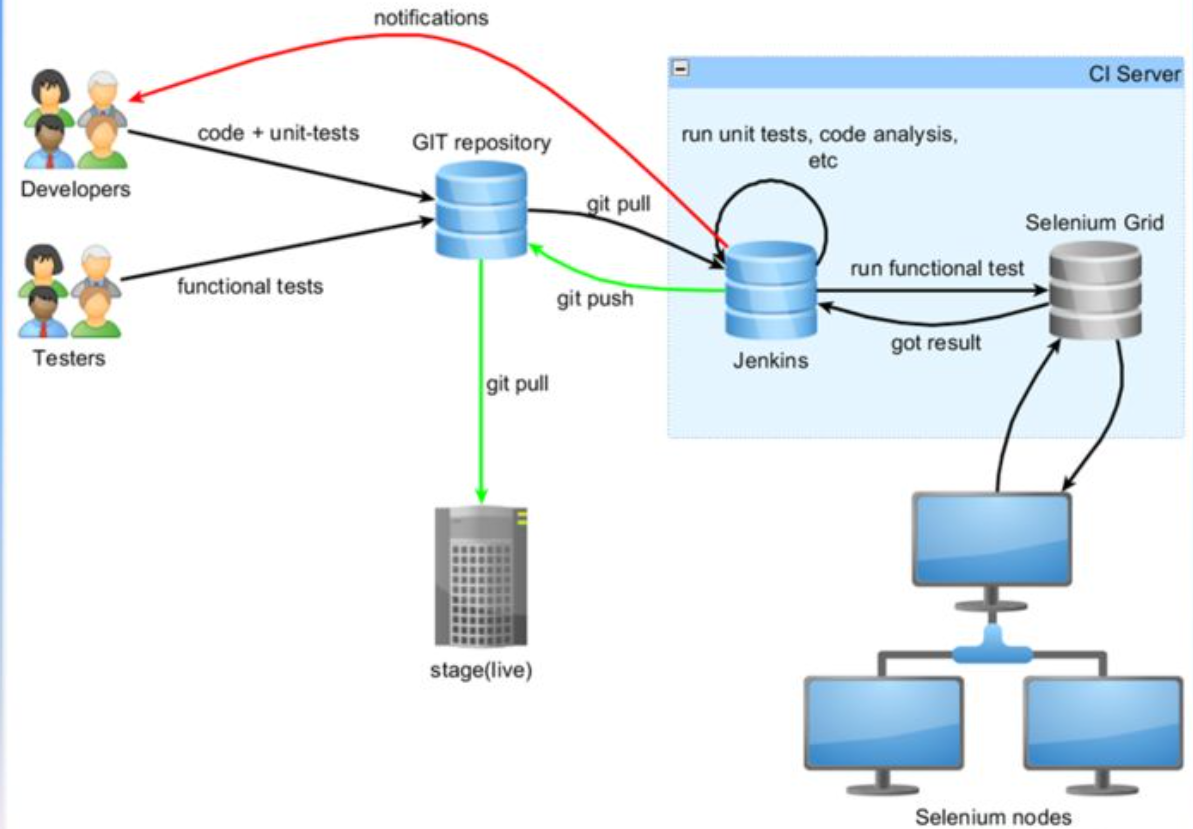 notifications
CI Server
code + unit-tests
GIT repository
run unit tests, code analysis,
etc
Developers
git pull
Selenium Grid
run functional test
functional tests
git push
got result
Testers
Jenkins
git pull
stage(live)
Selenium nodes